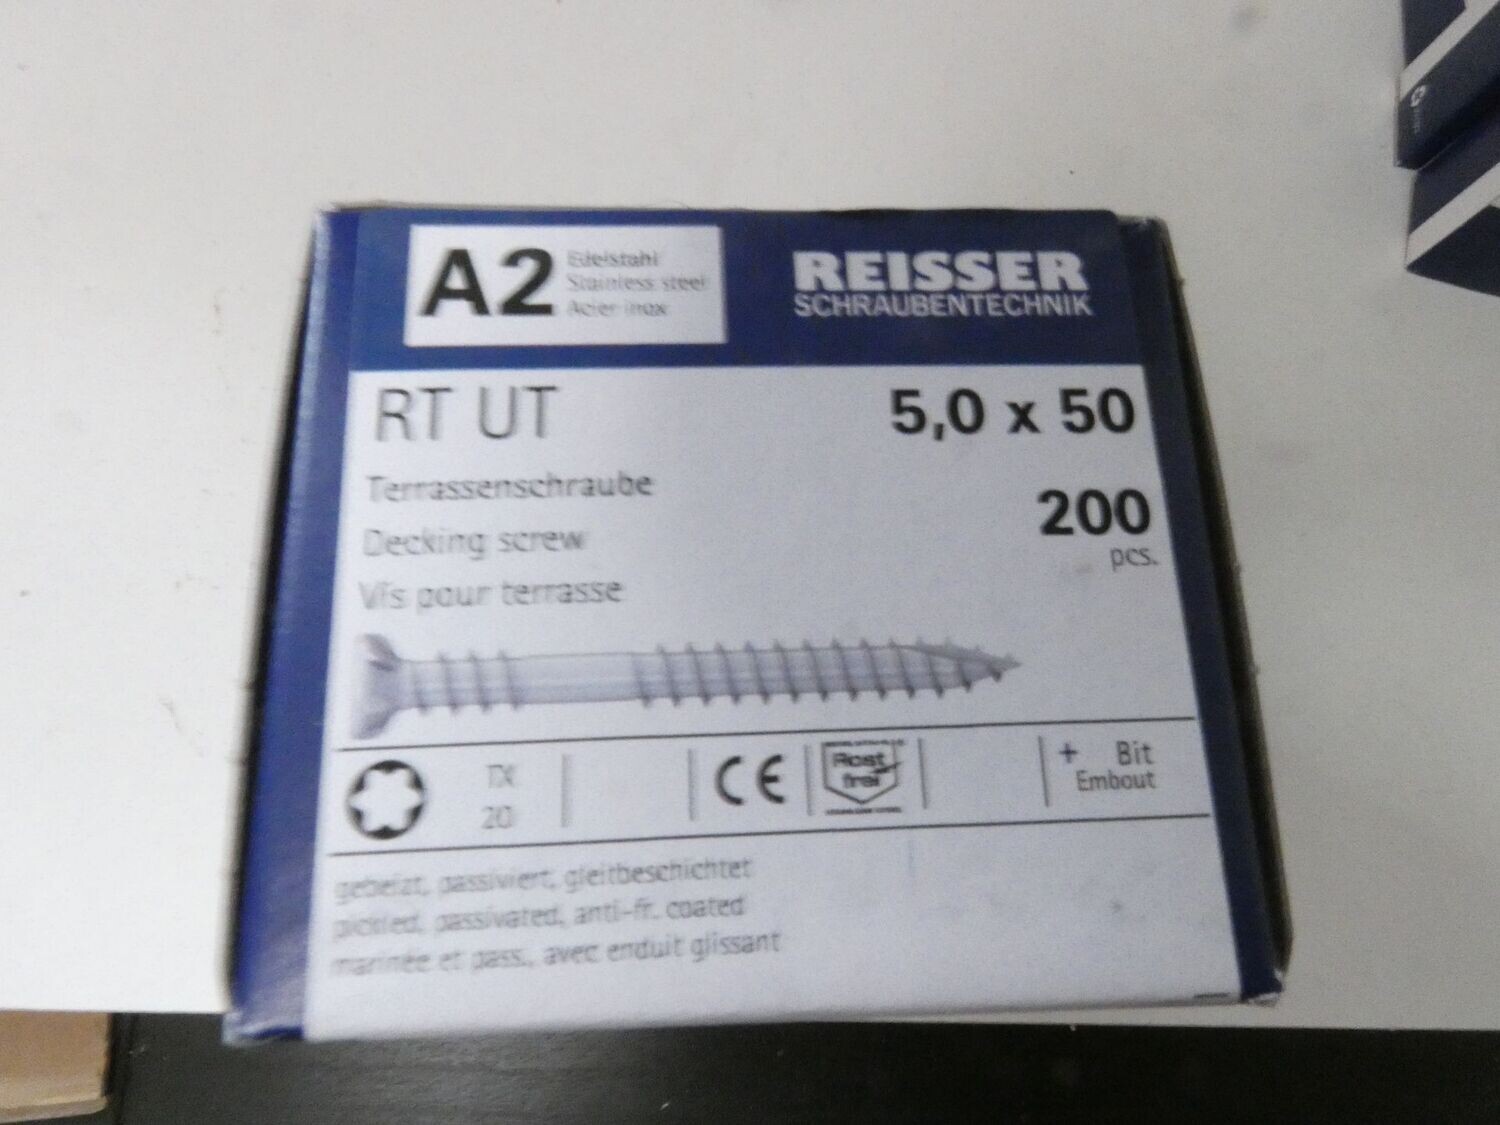 A2
Edelstahl
Stainless steel
Acier inox
REISSER
SCHRAUBENTECHNIK
RT UT
5,0 x 50
Terrassenschraube
200
pcs.
Decking screw
Vis pour terrasse
TX
20
CE
Rost
frei
+ Bit
Embout
gebeizt, passiviert, gleitbeschichtet
pickled, passivated, anti-fr. coated
marinée et pass., avec enduit glissant